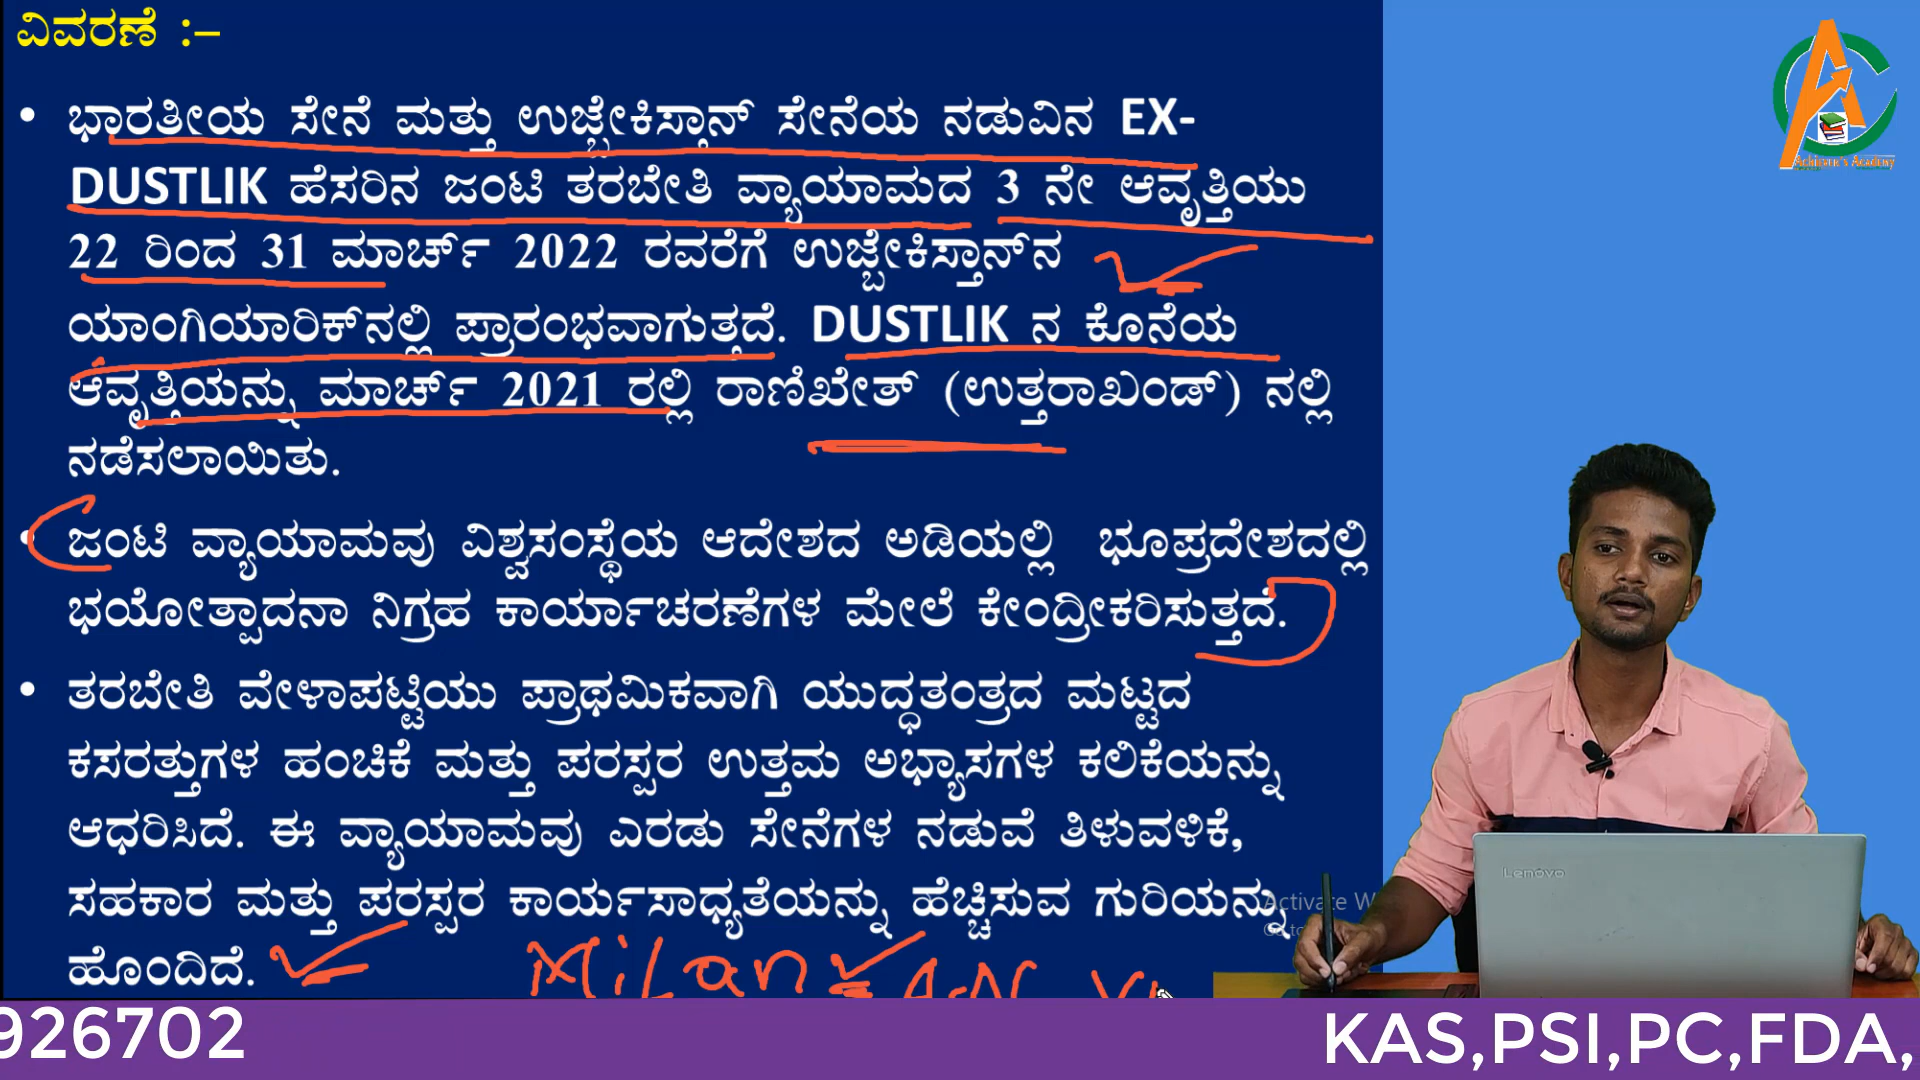 ವಿವರಣೆ :–
• ಭಾರತೀಯ ಸೇನೆ ಮತ್ತು ಉಜ್ಬೇಕಿಸ್ತಾನ್ ಸೇನೆಯ ನಡುವಿನ EX-
DUSTLIK ಹೆಸರಿನ ಜಂಟಿ ತರಬೇತಿ ವ್ಯಾಯಾಮದ 3 ನೇ ಆವೃತ್ತಿಯು
22 ರಿಂದ 31 ಮಾರ್ಚ್ 2022 ರವರೆಗೆ ಉಜ್ಬೇಕಿಸ್ತಾನ್‌ನ
ಯಾಂಗಿಯಾರಿಕ್‌ನಲ್ಲಿ ಪ್ರಾರಂಭವಾಗುತ್ತದೆ. DUSTLIK ನ ಕೊನೆಯ
ಆವೃತ್ತಿಯನ್ನು ಮಾರ್ಚ್ 2021 ರಲ್ಲಿ ರಾಣಿಖೇತ್ (ಉತ್ತರಾಖಂಡ್) ನಲ್ಲಿ
ನಡೆಸಲಾಯಿತು.
• ಜಂಟಿ ವ್ಯಾಯಾಮವು ವಿಶ್ವಸಂಸ್ಥೆಯ ಆದೇಶದ ಅಡಿಯಲ್ಲಿ ಭೂಪ್ರದೇಶದಲ್ಲಿ
ಭಯೋತ್ಪಾದನಾ ನಿಗ್ರಹ ಕಾರ್ಯಾಚರಣೆಗಳ ಮೇಲೆ ಕೇಂದ್ರೀಕರಿಸುತ್ತದೆ.
• ತರಬೇತಿ ವೇಳಾಪಟ್ಟಿಯು ಪ್ರಾಥಮಿಕವಾಗಿ ಯುದ್ಧತಂತ್ರದ ಮಟ್ಟದ
ಕಸರತ್ತುಗಳ ಹಂಚಿಕೆ ಮತ್ತು ಪರಸ್ಪರ ಉತ್ತಮ ಅಭ್ಯಾಸಗಳ ಕಲಿಕೆಯನ್ನು
ಆಧರಿಸಿದೆ. ಈ ವ್ಯಾಯಾಮವು ಎರಡು ಸೇನೆಗಳ ನಡುವೆ ತಿಳುವಳಿಕೆ,
ಸಹಕಾರ ಮತ್ತು ಪರಸ್ಪರ ಕಾರ್ಯಸಾಧ್ಯತೆಯನ್ನು ಹೆಚ್ಚಿಸುವ ಗುರಿಯನ್ನು
ಹೊಂದಿದೆ.
Milan
Activate W
Achiever's Academy
Lenovo
926702
KAS,PSI,PC,FDA,